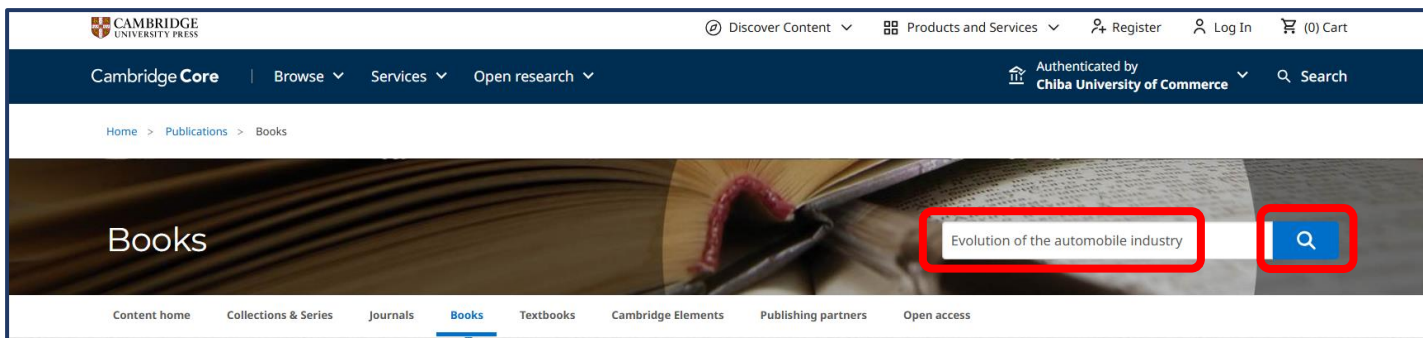 CAMBRIDGE
UNIVERSITY PRESS
Discover Content Products and Services Register Log In (0) Cart
Cambridge Core | Browse Services Open research
Authenticated by
Chiba University of Commerce
Search
Home > Publications > Books
Books
Evolution of the automobile industry
Content home Collections & Series Journals Books Textbooks Cambridge Elements Publishing partners Open access